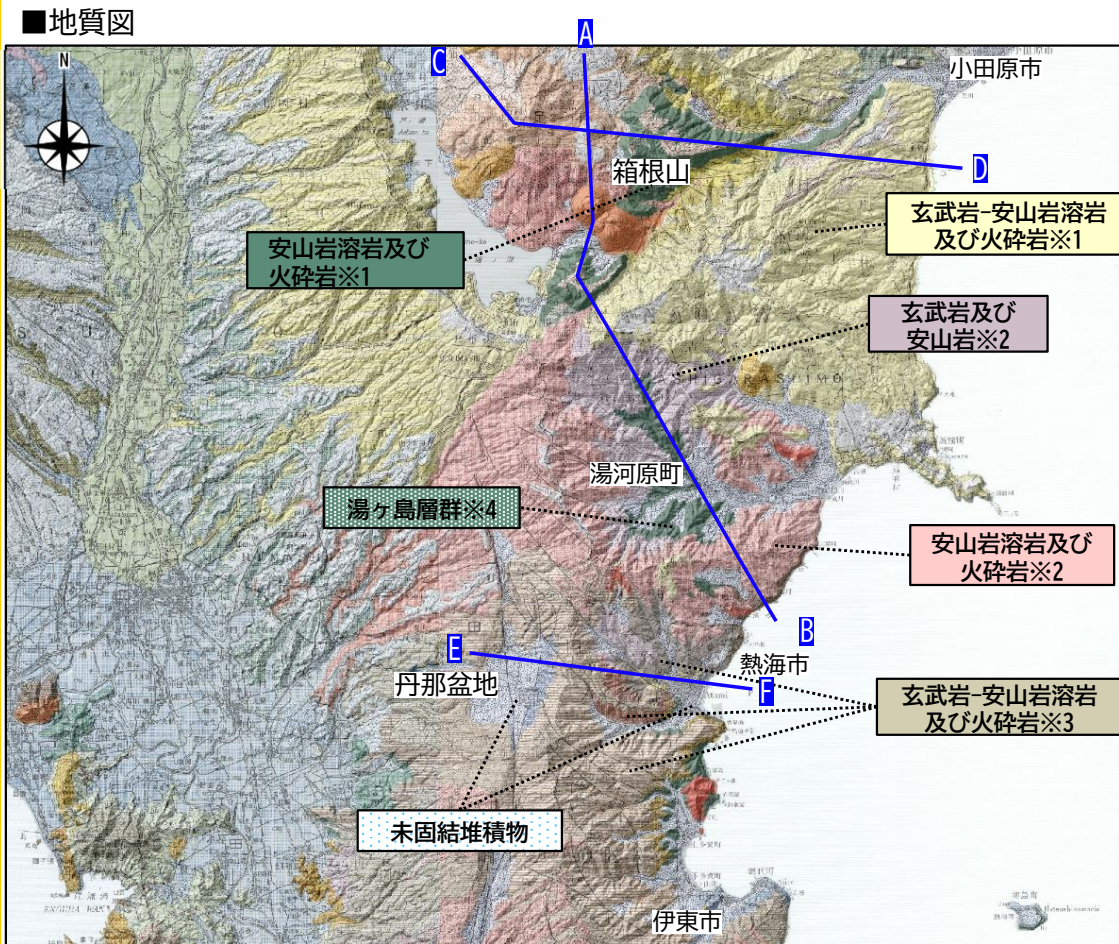 ■地質図
A
C
小田原市
N
箱根山
D
玄武岩-安山岩溶岩
及び火砕岩※1
安山岩溶岩及び
火砕岩※1
玄武岩及び
安山岩※2
湯河原町
湯ヶ島層群※4
安山岩溶岩及び
火砕岩※2
B
E
熱海市
丹那盆地
F
玄武岩-安山岩溶岩
及び火砕岩※3
未固結堆積物
伊東市